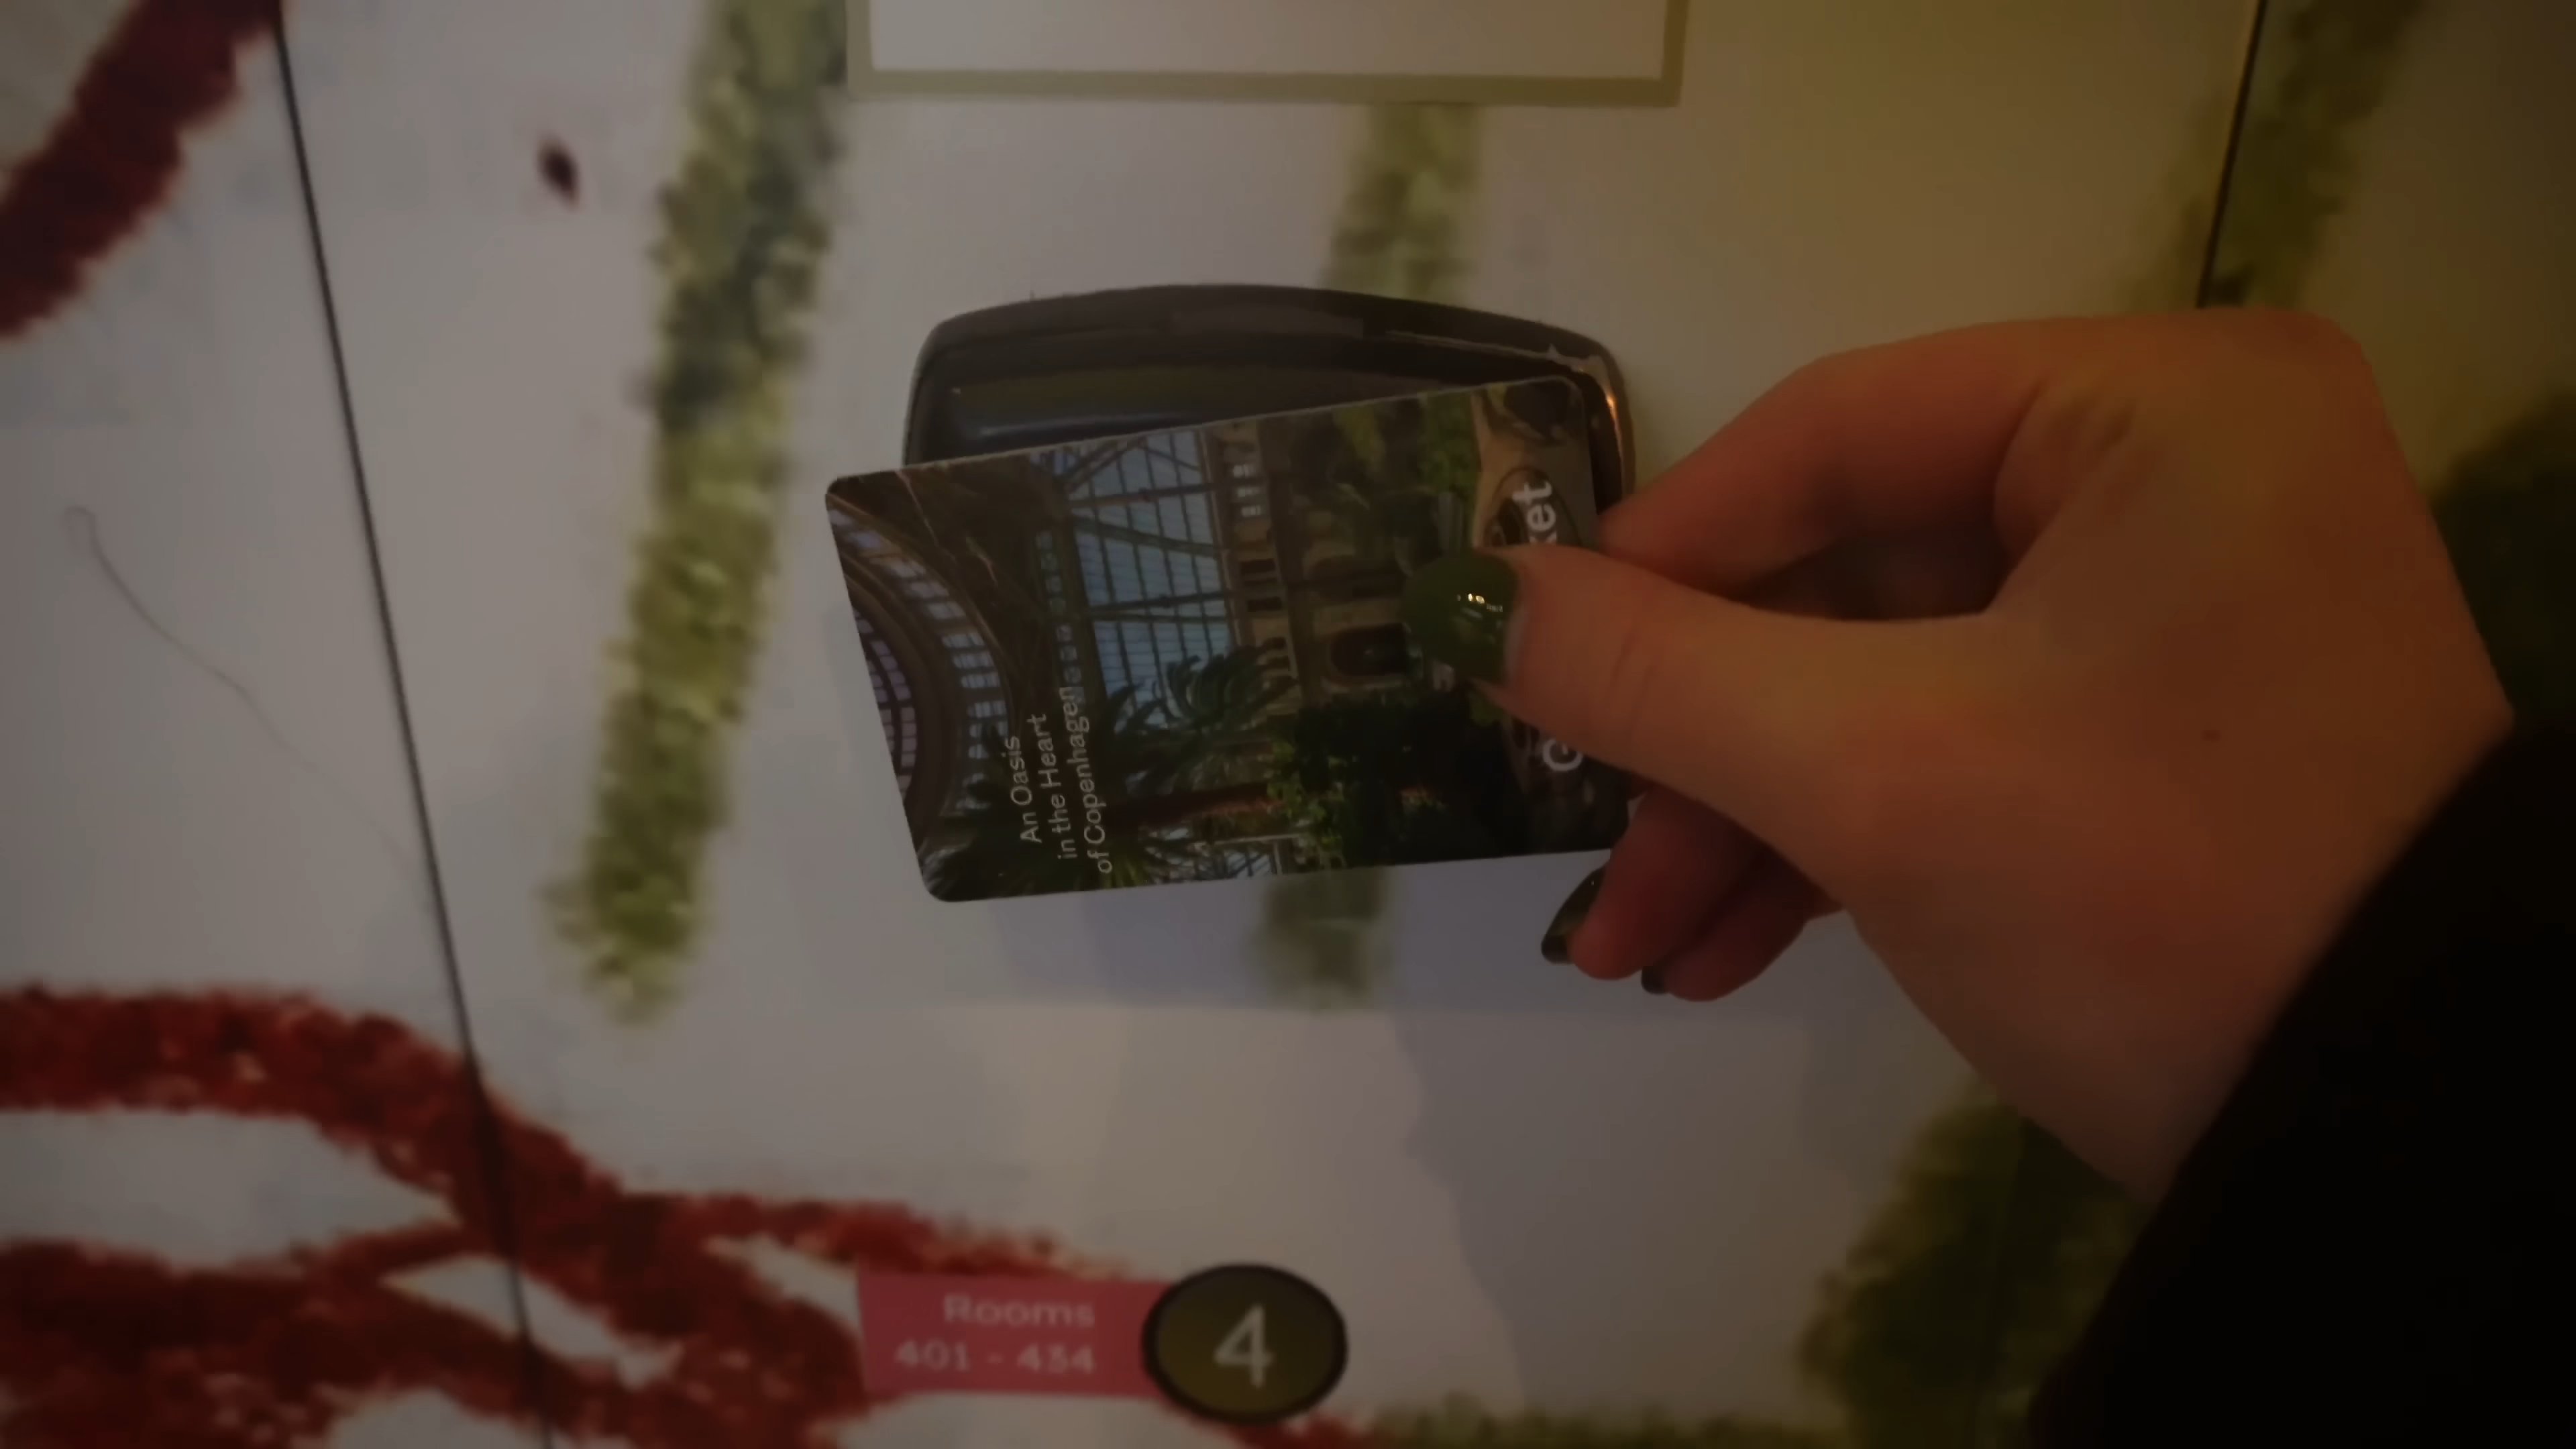 An Oasis
in the Heart
of Copenhagen
Rooms
401 - 434
4